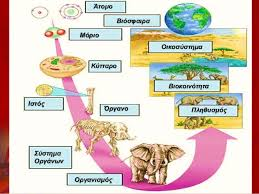 Άτομο
Βιόσφαιρα
Μόριο
Οικοσύστημα
Κύτταρο
Βιοκοινότητα
Ιστός
Όργανο
Πληθυσμός
Σύστημα
Οργάνων
Οργανισμός